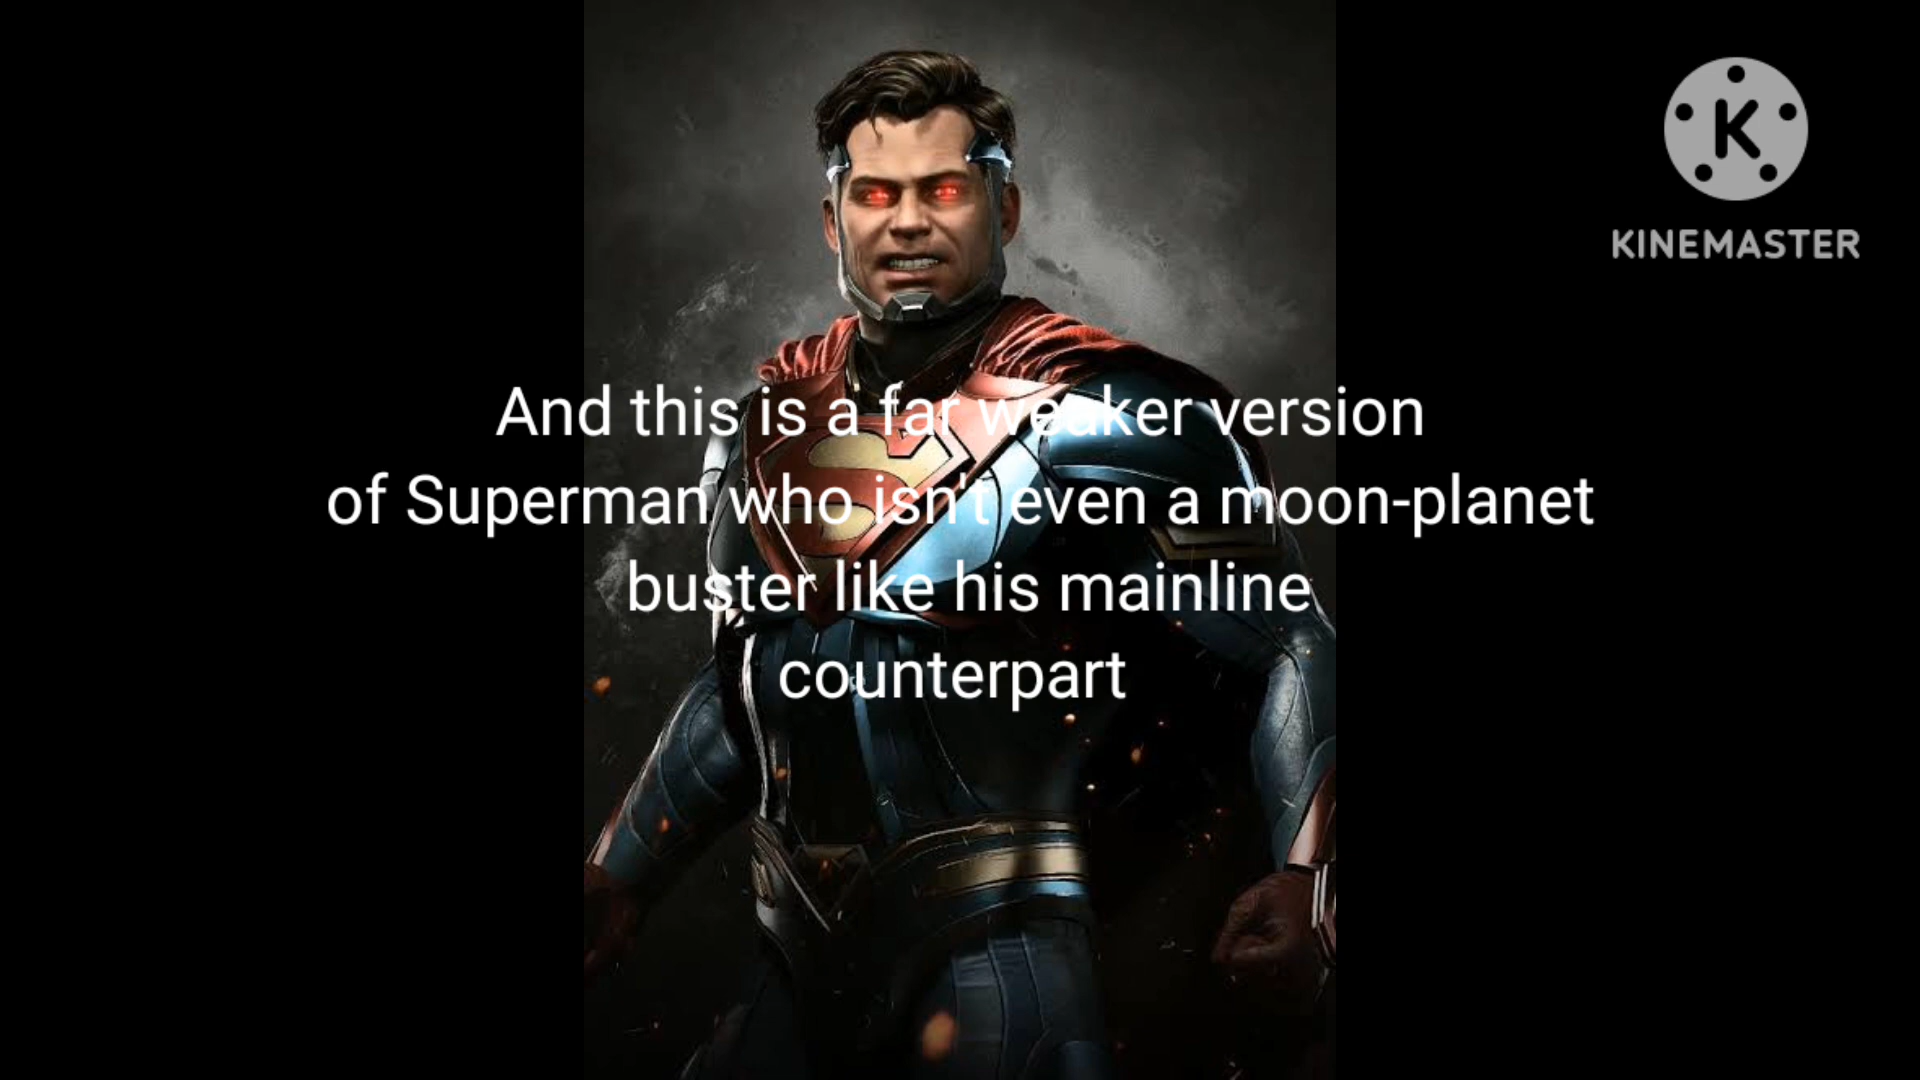 K
KINEMASTER
And this is a far weaker version
of Superman who isn't even a moon-planet
buster like his mainline
counterpart